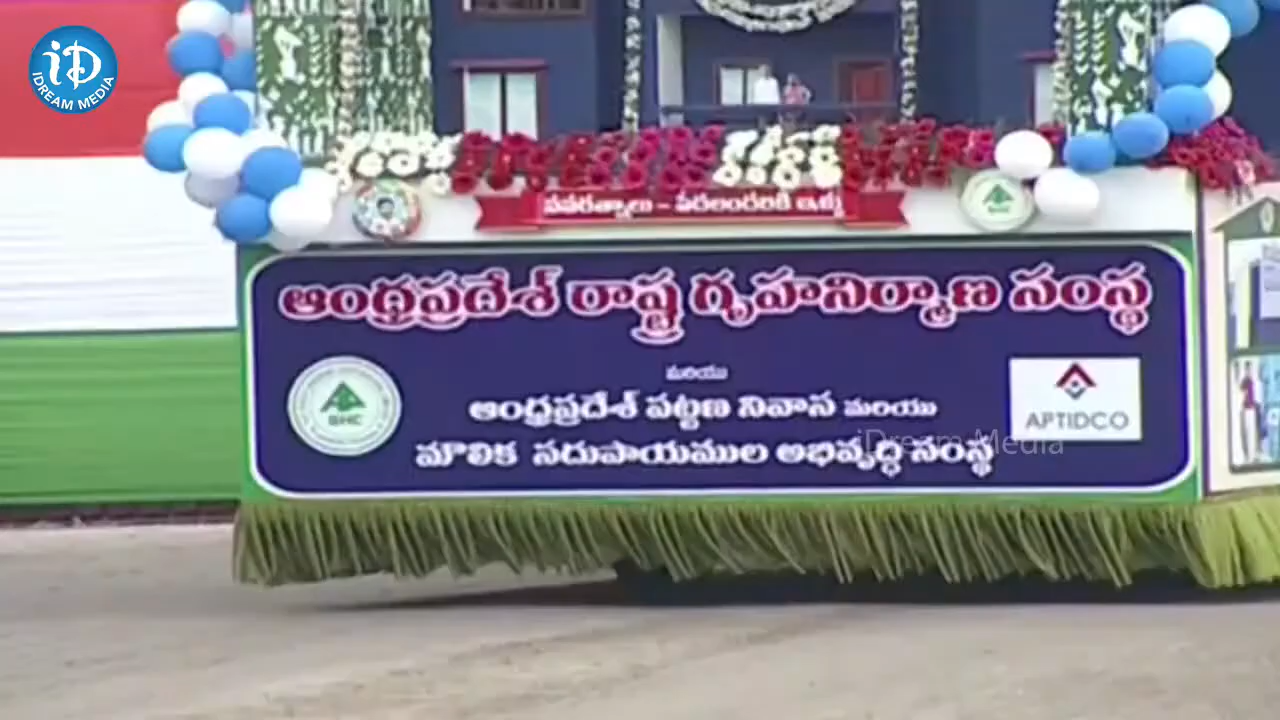 iD
iDREAM MEDIA
నవరత్నాలు - పేదలందరికీ ఇళ్ళు
ఆంధ్రప్రదేశ్ రాష్ట్ర గృహనిర్మాణ సంస్థ
మరియు
ఆంధ్రప్రదేశ్ పట్టణ నివాస మరియు
మౌలిక సదుపాయముల అభివృద్ధి సంస్థ
APTIDCO
iDream Media